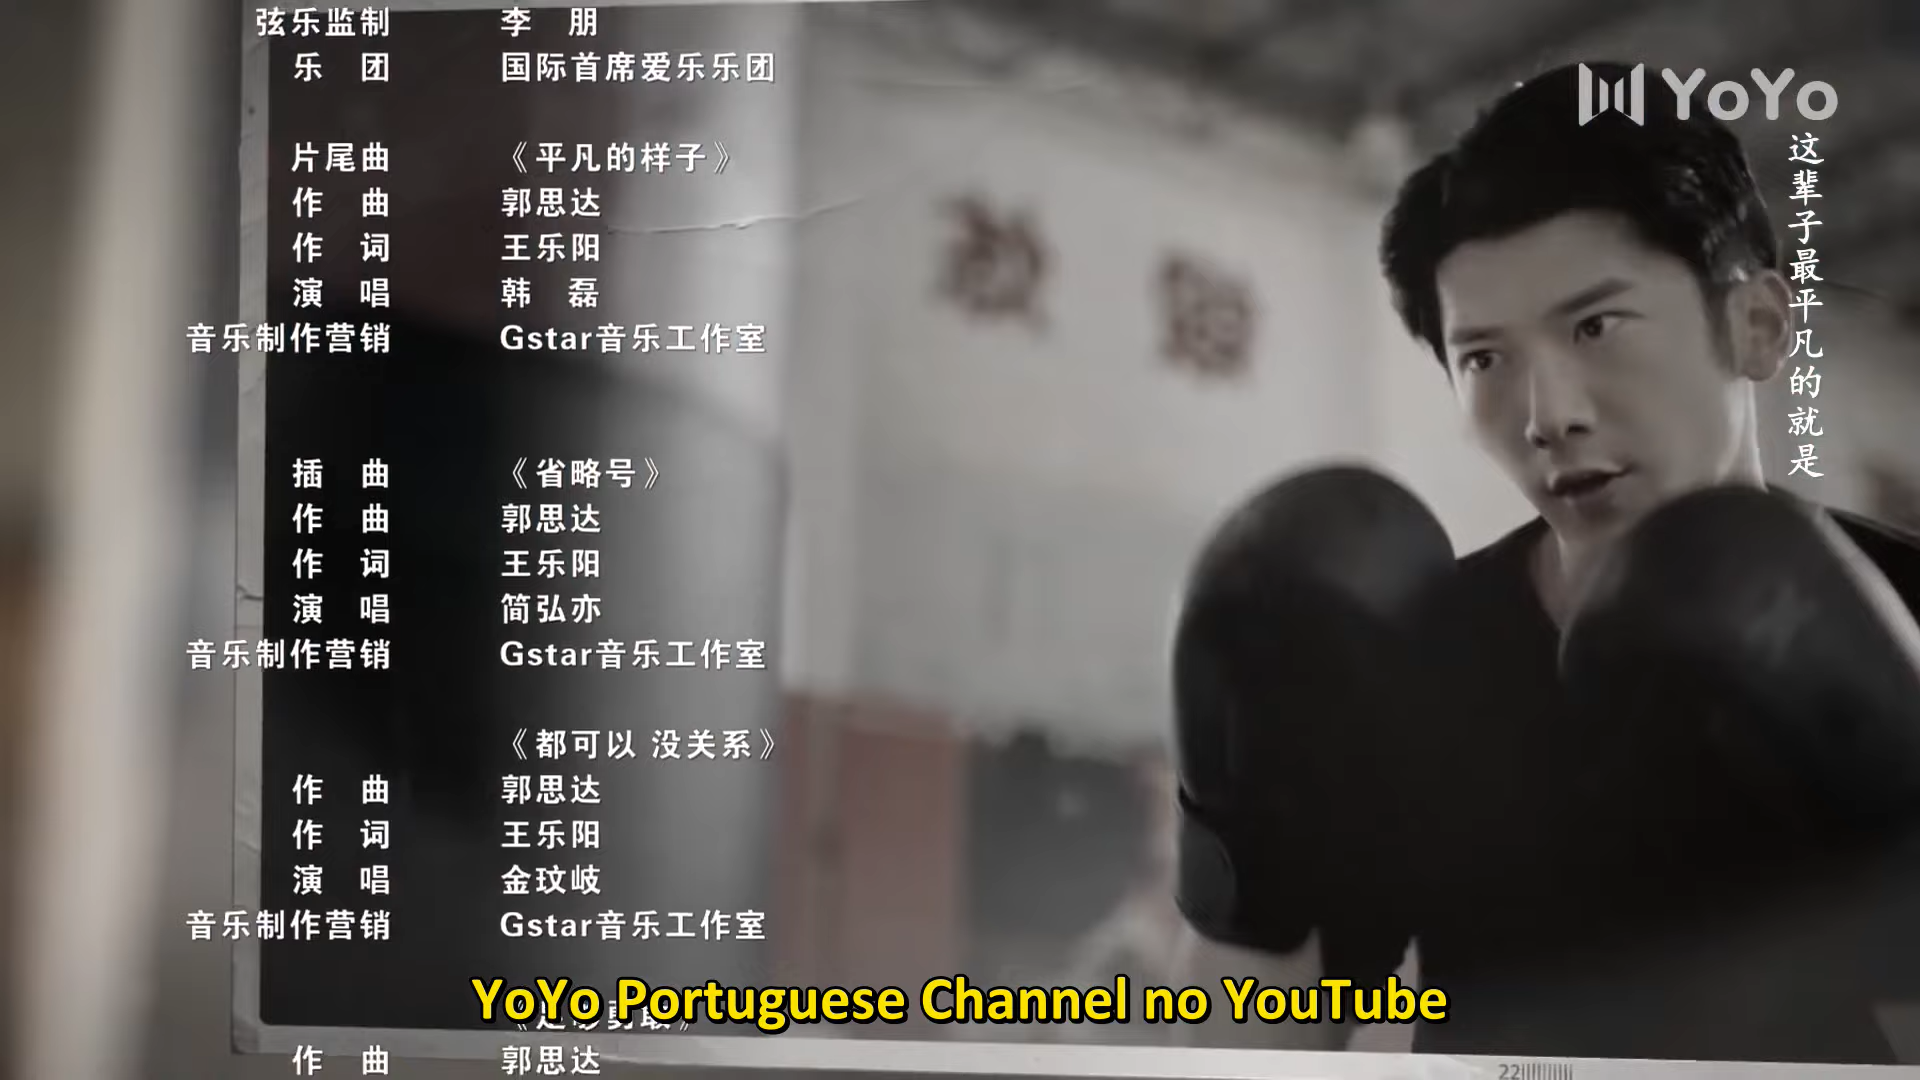 弦乐监制 李 朋
乐 团 国际首席爱乐乐团
片尾曲 《平凡的样子》
作 曲 郭思达
作 词 王乐阳
演 唱 韩 磊
音乐制作营销 Gstar音乐工作室
插 曲 《省略号》
作 曲 郭思达
作 词 王乐阳
演 唱 简弘亦
音乐制作营销 Gstar音乐工作室
《都可以 没关系》
作 曲 郭思达
作 词 王乐阳
演 唱 金玟岐
音乐制作营销 Gstar音乐工作室
作 曲 郭思达
YoYo
这辈子最平凡的就是
YoYo Portuguese Channel no YouTube
22